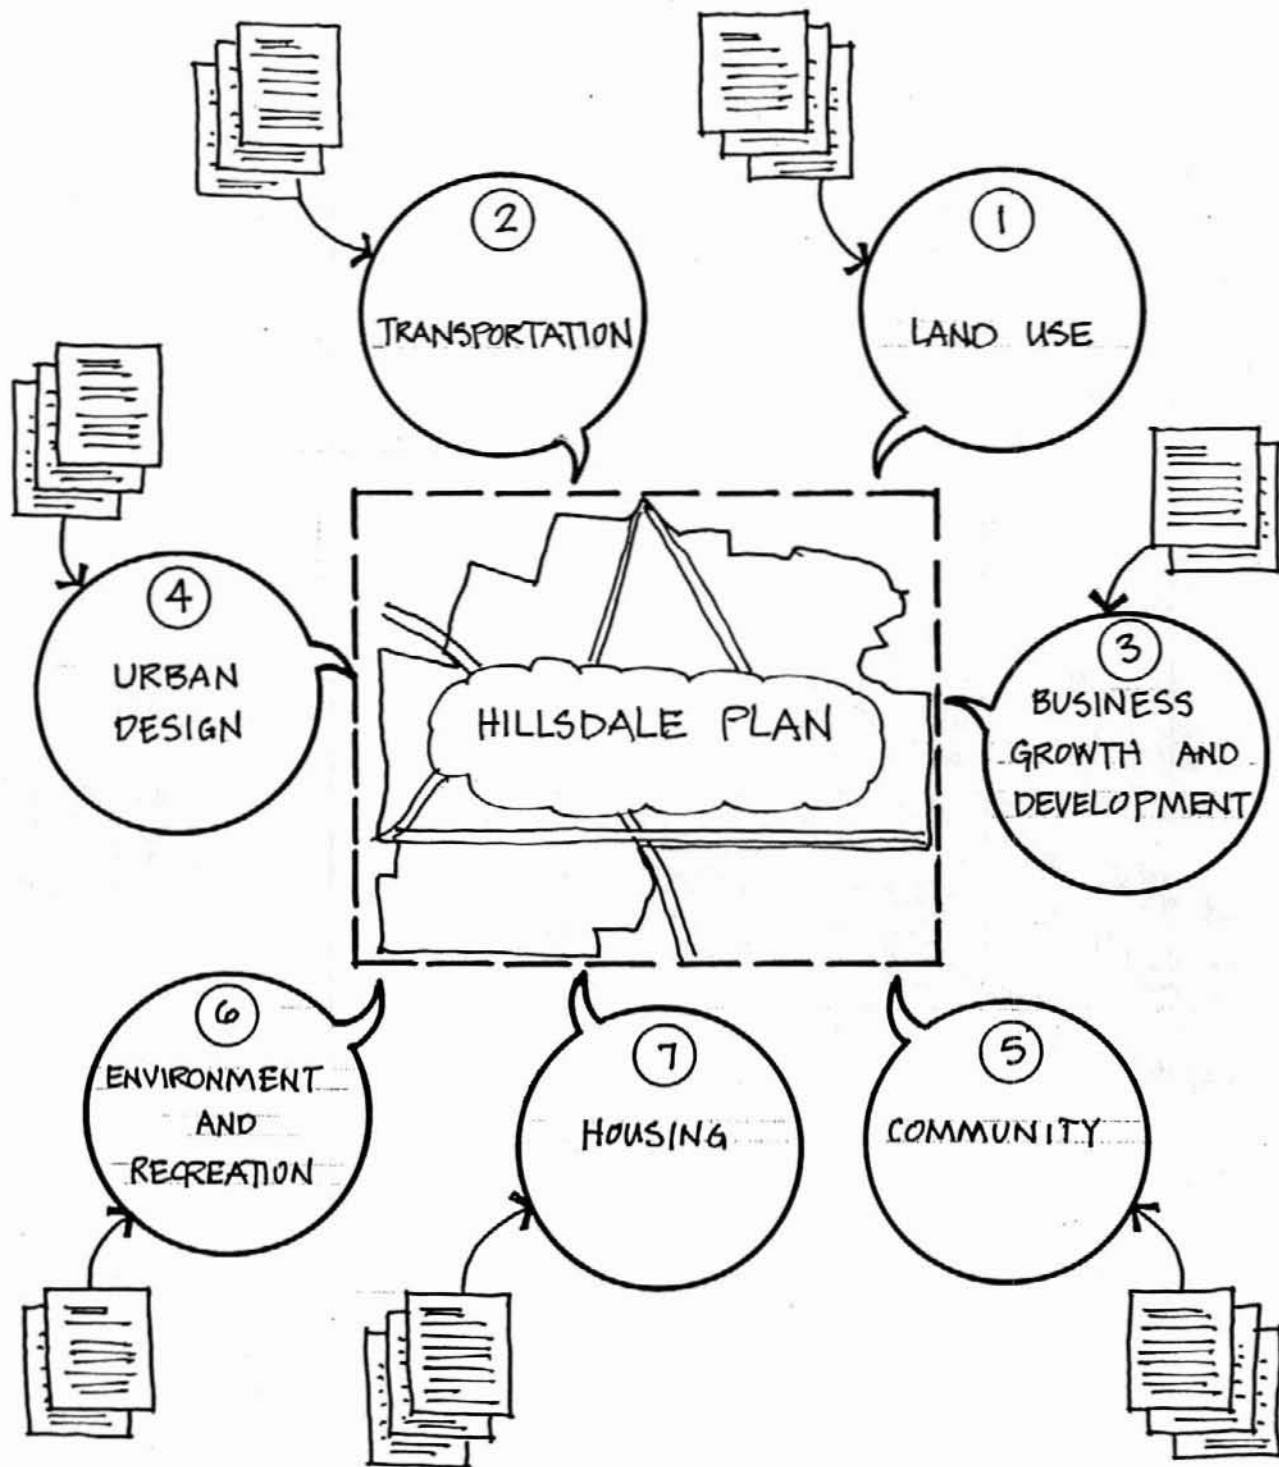 2
TRANSPORTATION
1
LAND USE
4
URBAN
DESIGN
HILLSDALE PLAN
3
BUSINESS
GROWTH AND
DEVELOPMENT
6
ENVIRONMENT
AND
RECREATION
7
HOUSING
5
COMMUNITY